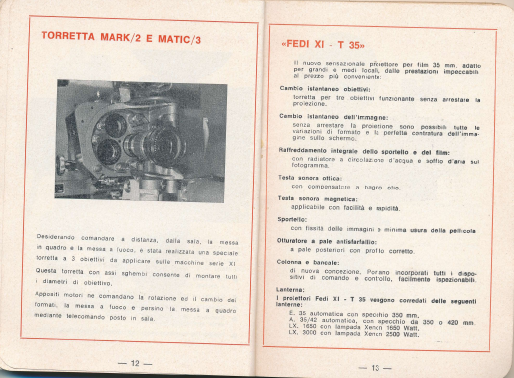 TORRETTA MARK/2 E MATIC/3
Desiderando comandare a distanza, dalla sala, la messa
in quadro e la messa a fuoco, è stata realizzata una speciale
torretta a 3 obiettivi da applicare sulle macchine serie XI.
Questa torretta con assi sghembi consente di montare tutti
i diametri di obiettivo.
Appositi motori ne comandano la rotazione ed il cambio dei
formati, la messa a fuoco e persino la messa a quadro
mediante telecomando posto in sala.
— 12 —
«FEDI XI - T 35»
Il nuovo sensazionale proiettore per film 35 mm, adatto
per grandi e medi locali, dalle prestazioni impeccabili
al prezzo più conveniente.
Cambio istantaneo obiettivi:
torretta per tre obiettivi funzionante senza arrestare la
proiezione.
Cambio istantaneo dell'immagine:
senza arrestare la proiezione sono possibili tutte le
variazioni di formato e la perfetta centratura dell'imma-
gine sullo schermo.
Raffreddamento integrale dello sportello e del film:
con radiatore a circolazione d'acqua e soffio d'aria sul
fotogramma.
Testa sonora ottica:
con compensatore a bagno olio.
Testa sonora magnetica:
applicabile con facilità e rapidità.
Sportello:
con fissità delle immagini e minima usura della pellicola
Otturatore a pale antisfarfallio:
a pale posteriori con profilo corretto.
Colonna e bancale:
di nuova concezione. Portano incorporati tutti i dispo-
sitivi di comando e controllo, facilmente ispezionabili.
Lanterna:
I proiettori Fedi XI - T 35 vengono corredati delle seguenti
lanterne:
E. 35 automatica con specchio 350 mm.
A. 35/42 automatica, con specchio da 350 o 420 mm.
LX. 1650 con lampada Xenon 1650 Watt.
LX. 3000 con lampada Xenon 2500 Watt.
— 13 —